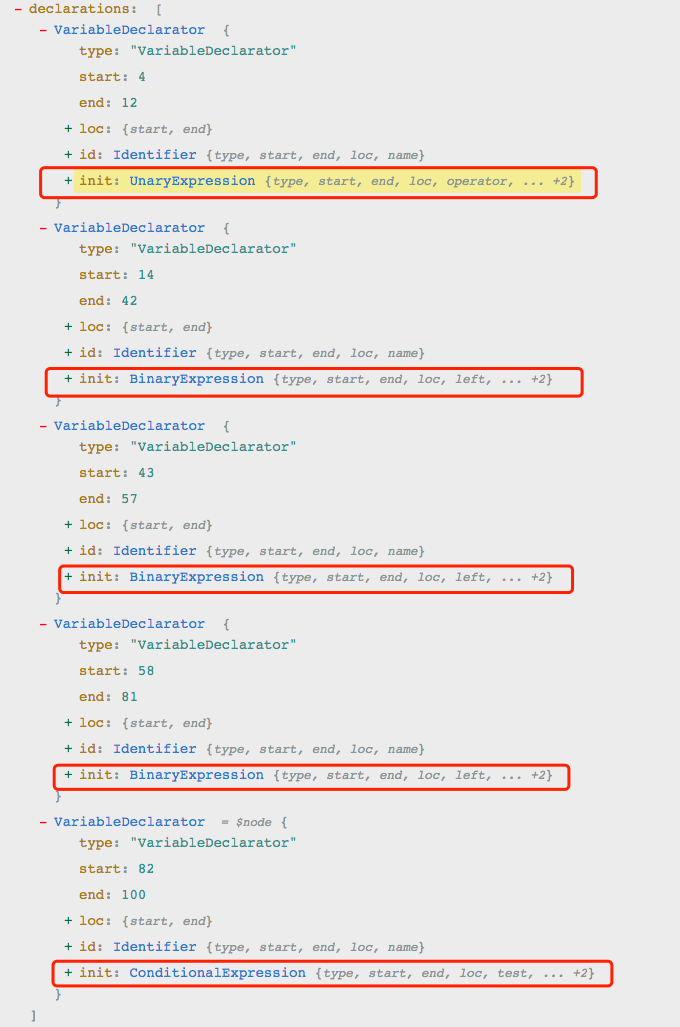 − declarations: [
− VariableDeclarator {
type: "VariableDeclarator"
start: 4
end: 12
+ loc: {start, end}
+ id: Identifier {type, start, end, loc, name}
+ init: UnaryExpression {type, start, end, loc, operator, ... +2}
}
− VariableDeclarator {
type: "VariableDeclarator"
start: 14
end: 42
+ loc: {start, end}
+ id: Identifier {type, start, end, loc, name}
+ init: BinaryExpression {type, start, end, loc, left, ... +2}
}
− VariableDeclarator {
type: "VariableDeclarator"
start: 43
end: 57
+ loc: {start, end}
+ id: Identifier {type, start, end, loc, name}
+ init: BinaryExpression {type, start, end, loc, left, ... +2}
}
− VariableDeclarator {
type: "VariableDeclarator"
start: 58
end: 81
+ loc: {start, end}
+ id: Identifier {type, start, end, loc, name}
+ init: BinaryExpression {type, start, end, loc, left, ... +2}
}
− VariableDeclarator = $node {
type: "VariableDeclarator"
start: 82
end: 100
+ loc: {start, end}
+ id: Identifier {type, start, end, loc, name}
+ init: ConditionalExpression {type, start, end, loc, test, ... +2}
}
]